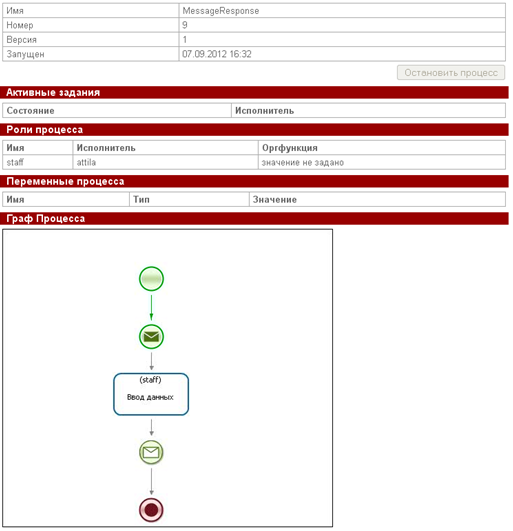 Имя MessageResponse
Номер 9
Версия 1
Запущен 07.09.2012 16:32
Остановить процесс
Активные задания
Состояние Исполнитель
Роли процесса
Имя Исполнитель Оргфункция
staff attila значение не задано
Переменные процесса
Имя Тип Значение
Граф Процесса
(staff)
Ввод данных